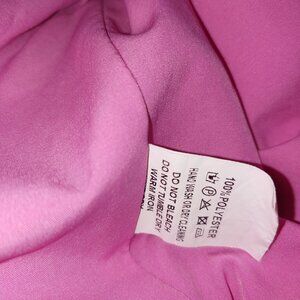 100% POLYESTER
HAND WASH OR DRY CLEANING
DO NOT BLEACH
DO NOT TUMBLE DRY
WARM IRON